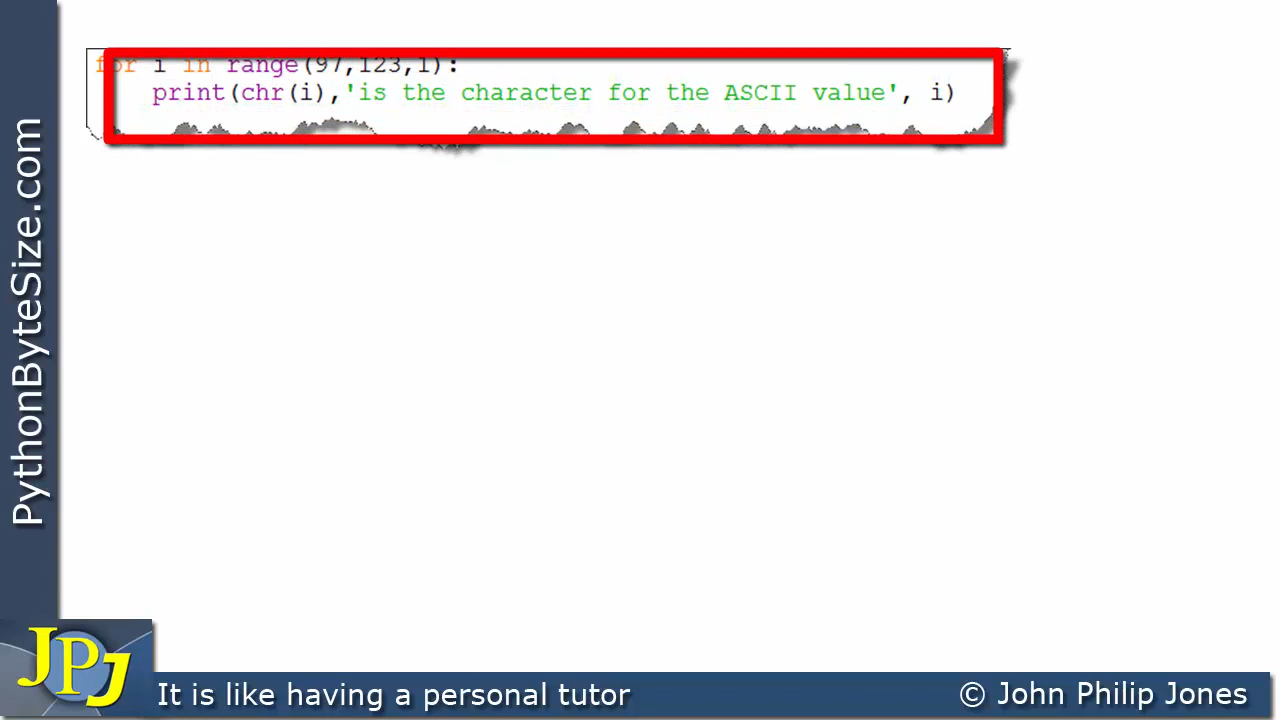 for i in range(97,123,1):
print(chr(i),'is the character for the ASCII value', i)
PythonByteSize.com
JPJ
It is like having a personal tutor
© John Philip Jones